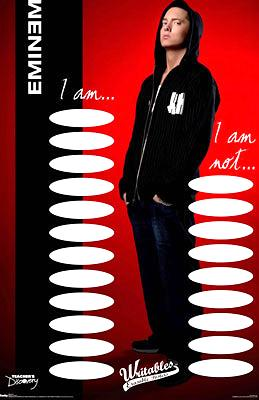 EMINEM
I am...
I am
not...
TEACHER'S
Discovery
Writables